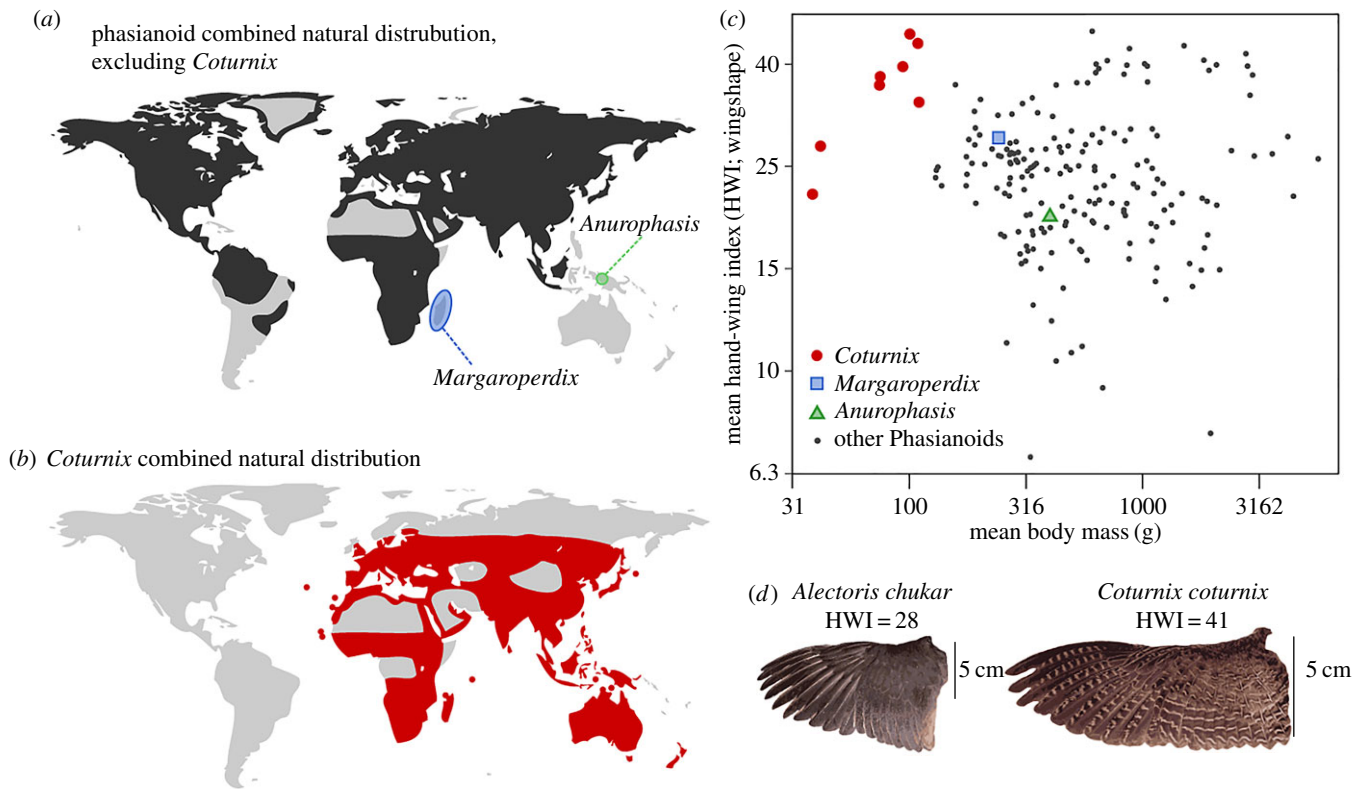 (a)
phasianoid combined natural distrubution,
excluding Coturnix
Anurophasis
Margaroperdix
(b) Coturnix combined natural distribution
(c)
mean hand-wing index (HWI; wingshape)
40
25
15
10
6.3
Coturnix
Margaroperdix
Anurophasis
other Phasianoids
31 100 316 1000 3162
mean body mass (g)
(d) Alectoris chukar Coturnix coturnix
HWI = 28 HWI = 41
5 cm 5 cm